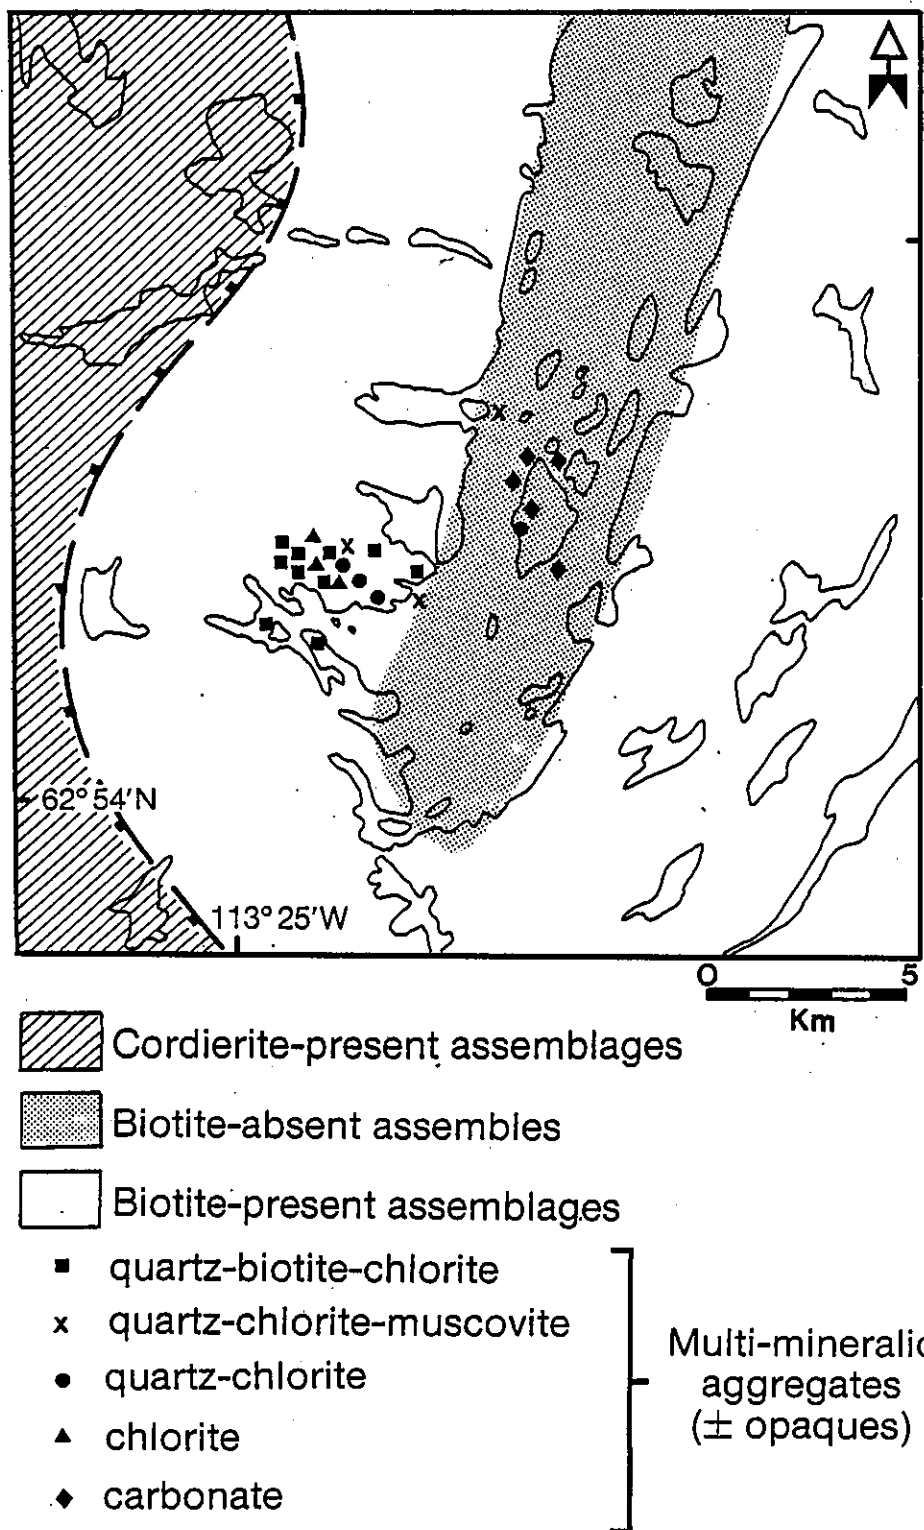 62°54′N
113°25′W
0 5
Km
Cordierite-present assemblages
Biotite-absent assembles
Biotite-present assemblages
quartz-biotite-chlorite
quartz-chlorite-muscovite
quartz-chlorite
chlorite
carbonate
Multi-mineralic
aggregates
(± opaques)